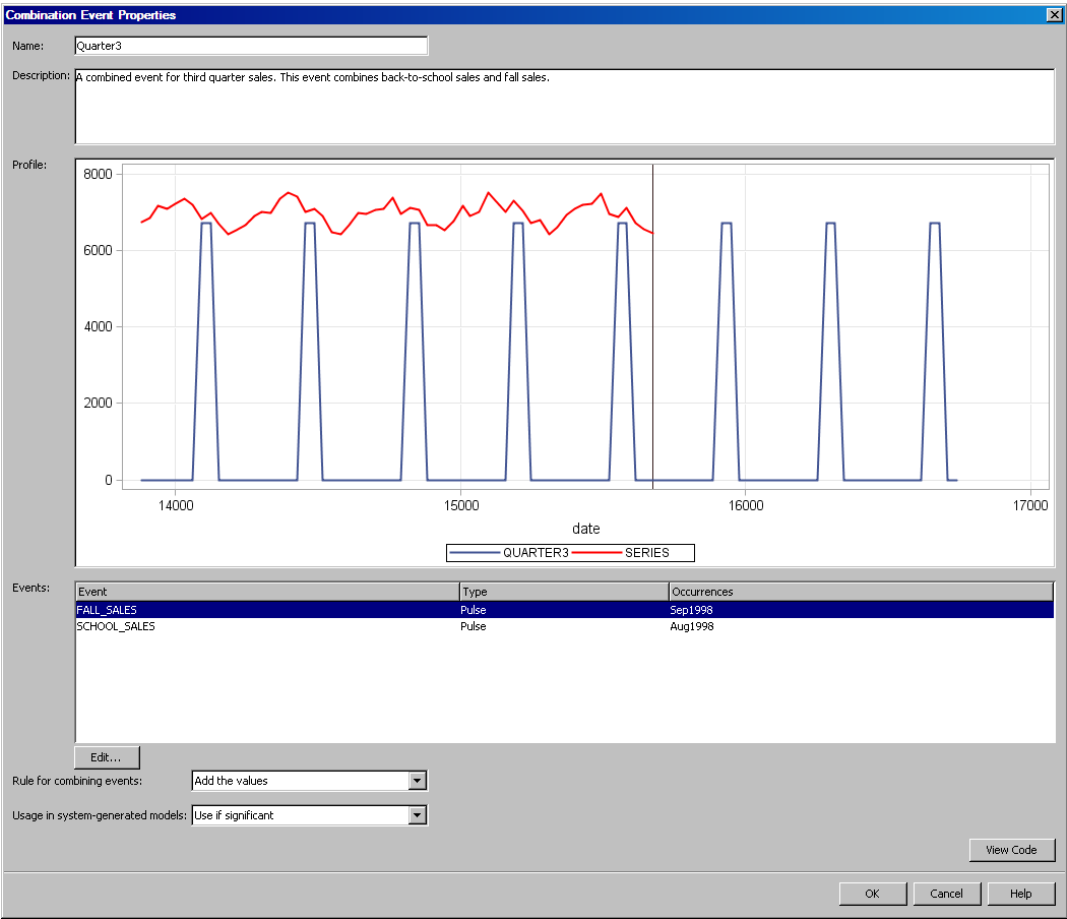 Combination Event Properties
Name: Quarter3
Description: A combined event for third quarter sales. This event combines back-to-school sales and fall sales.
Profile:
8000
6000
4000
2000
0
14000 15000 16000 17000
date
QUARTER3 SERIES
Events:
Event Type Occurrences
FALL_SALES Pulse Sep1998
SCHOOL_SALES Pulse Aug1998
Edit...
Rule for combining events: Add the values
Usage in system-generated models: Use if significant
View Code
OK Cancel Help